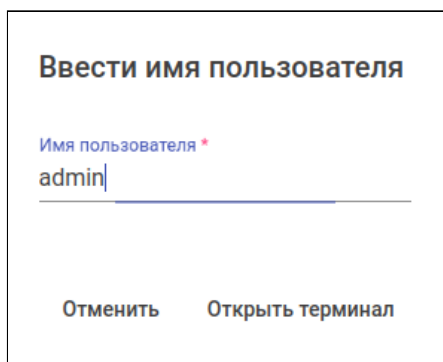 Ввести имя пользователя
Имя пользователя *
admin
Отменить Открыть терминал